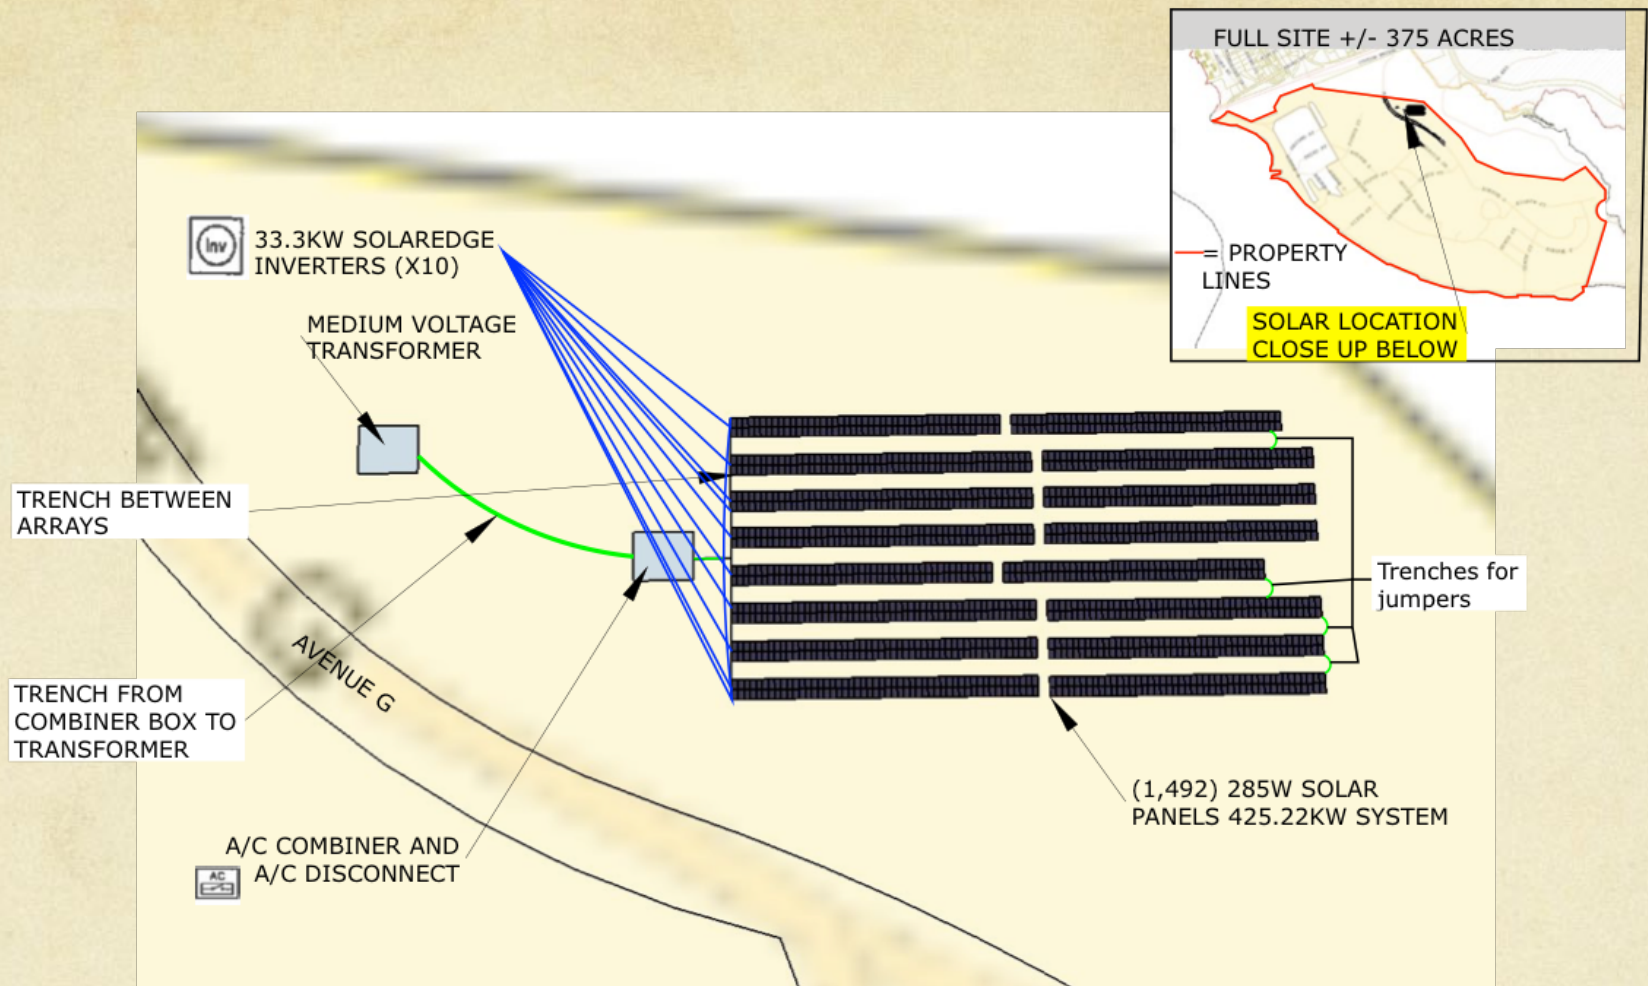 FULL SITE +/- 375 ACRES
= PROPERTY
LINES
SOLAR LOCATION
CLOSE UP BELOW
Inv
33.3KW SOLAREDGE
INVERTERS (X10)
MEDIUM VOLTAGE
TRANSFORMER
TRENCH BETWEEN
ARRAYS
Trenches for
jumpers
AVENUE G
TRENCH FROM
COMBINER BOX TO
TRANSFORMER
(1,492) 285W SOLAR
PANELS 425.22KW SYSTEM
A/C COMBINER AND
A/C DISCONNECT
AC